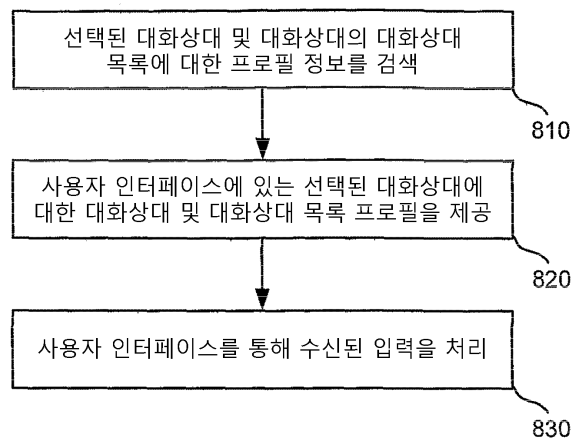 선택된 대화상대 및 대화상대의 대화상대
목록에 대한 프로필 정보를 검색
810
사용자 인터페이스에 있는 선택된 대화상대에
대한 대화상대 및 대화상대 목록 프로필을 제공
820
사용자 인터페이스를 통해 수신된 입력을 처리
830